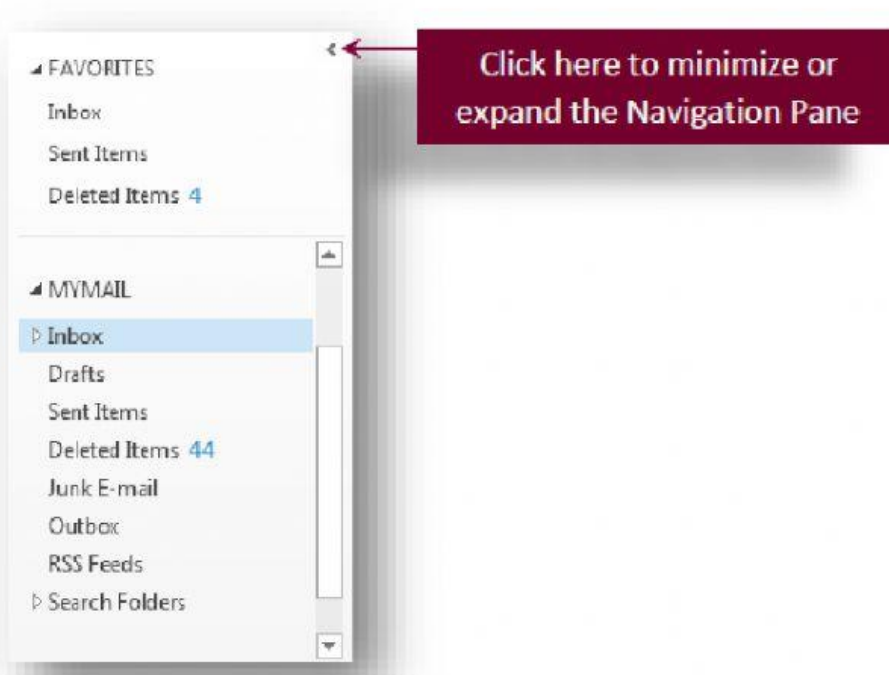 FAVORITES
Inbox
Sent Items
Deleted Items 4
Click here to minimize or
expand the Navigation Pane
MYMAIL
Inbox
Drafts
Sent Items
Deleted Items 44
Junk E-mail
Outbox
RSS Feeds
Search Folders